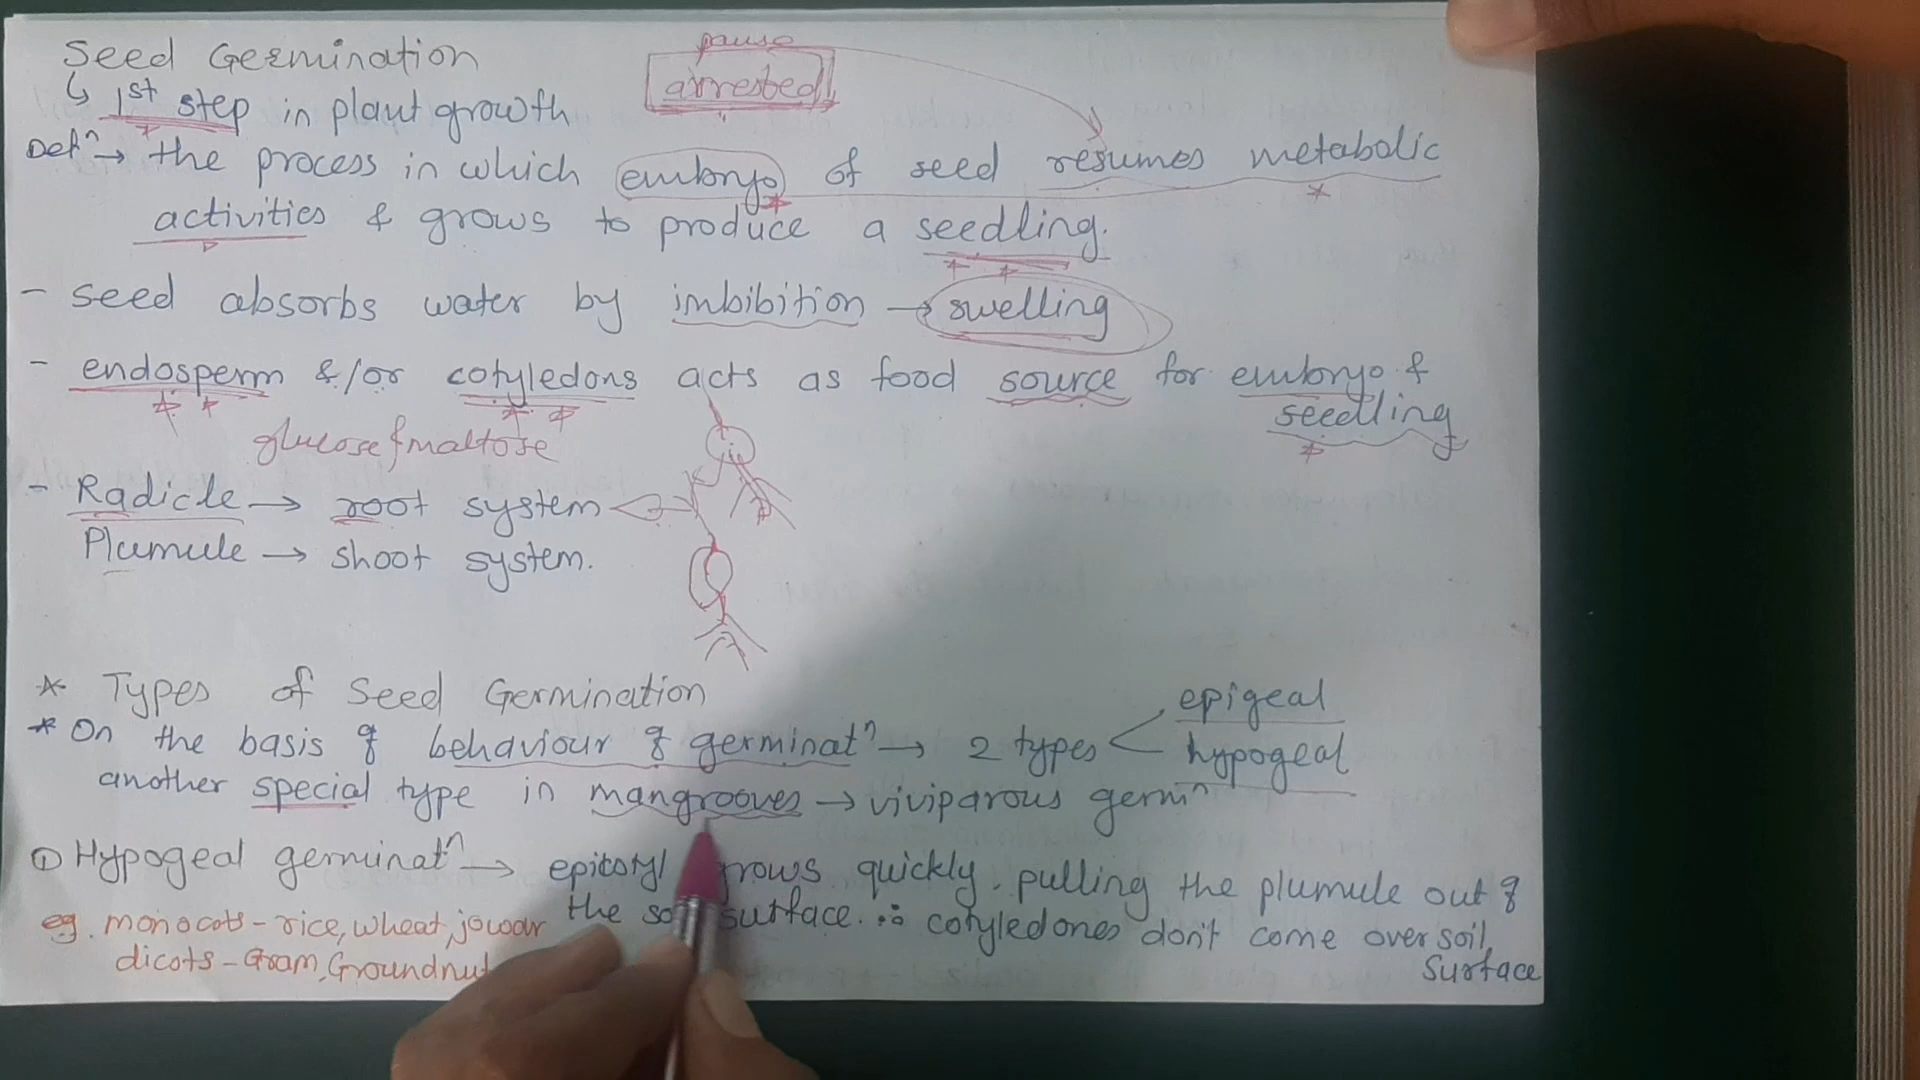 Seed Germination
pause
arrested
↳ 1st step in plant growth
Defⁿ → the process in which embryo of seed resumes metabolic
activities & grows to produce a seedling.
- seed absorbs water by imbibition → swelling
- endosperm &/or cotyledons acts as food source for embryo &
seedling
glucose & maltose
- Radicle → root system
Plumule → shoot system.
* Types of Seed Germination
* On the basis of behaviour of germinatⁿ → 2 types < epigeal
hypogeal
another special type in mangrooves → viviparous germⁿ
① Hypogeal germinatⁿ → epicotyl grows quickly. pulling the plumule out of
the surface. ∴ cotyledones don't come over soil
surface
eg. monocots - rice, wheat, jowar
dicots - Gram, Groundnut